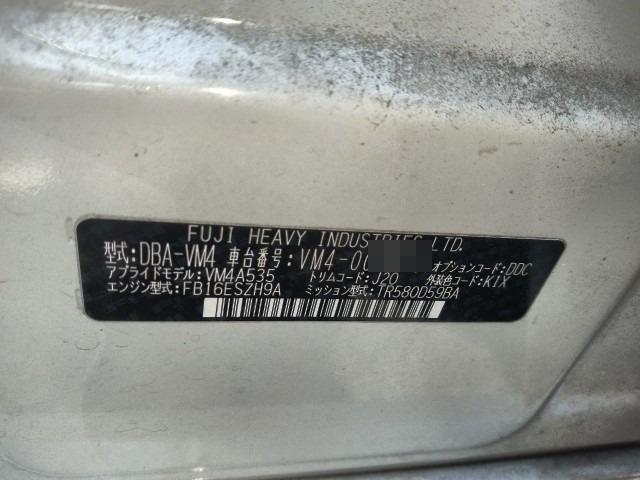 FUJI HEAVY INDUSTRIES LTD.
型式:DBA-VM4 車台番号:VM4-00
アプライドモデル:VM4A535 トリムコード:J20 オプションコード:DDC
エンジン型式:FB16ESZH9A ミッション型式:TR580D59BA 外装色コード:K1X